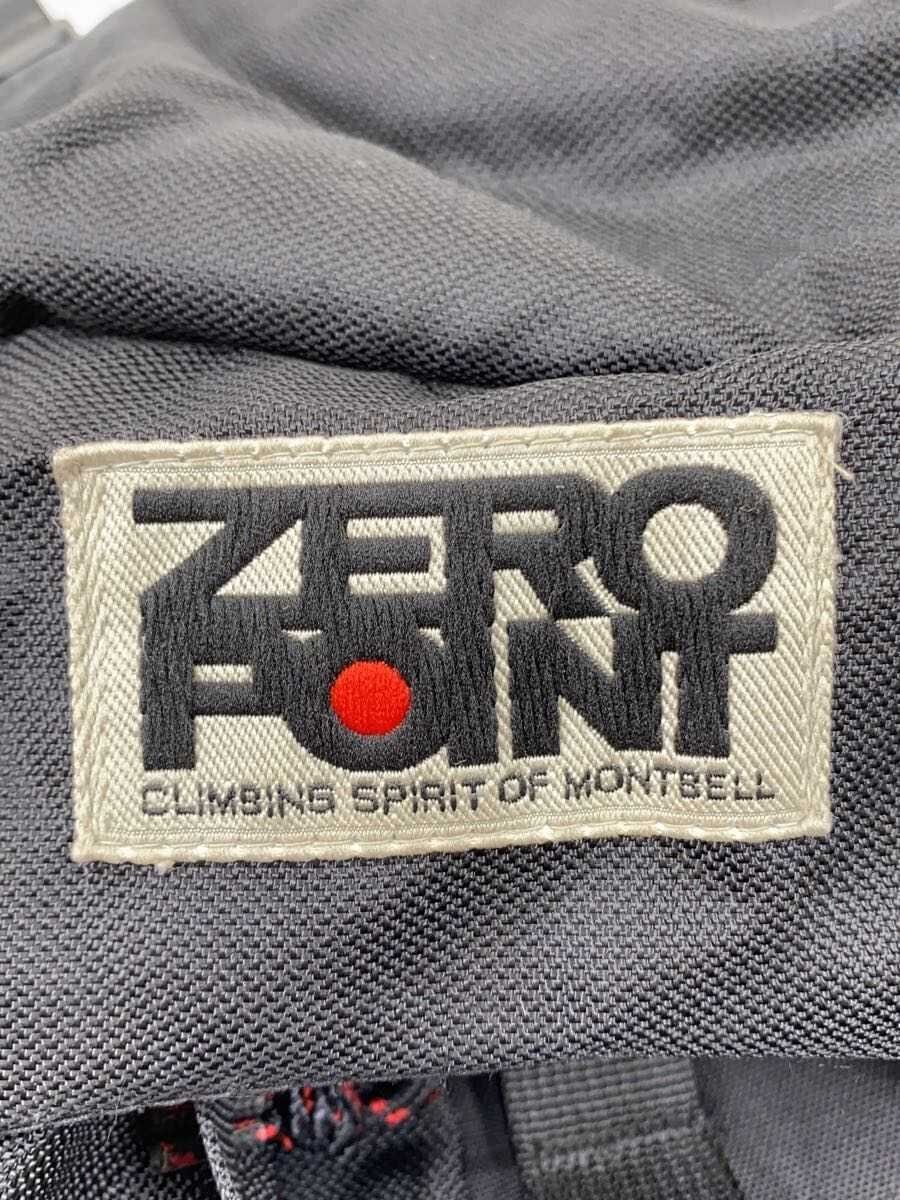 ZERO
POINT
CLIMBING SPIRIT OF MONTBELL